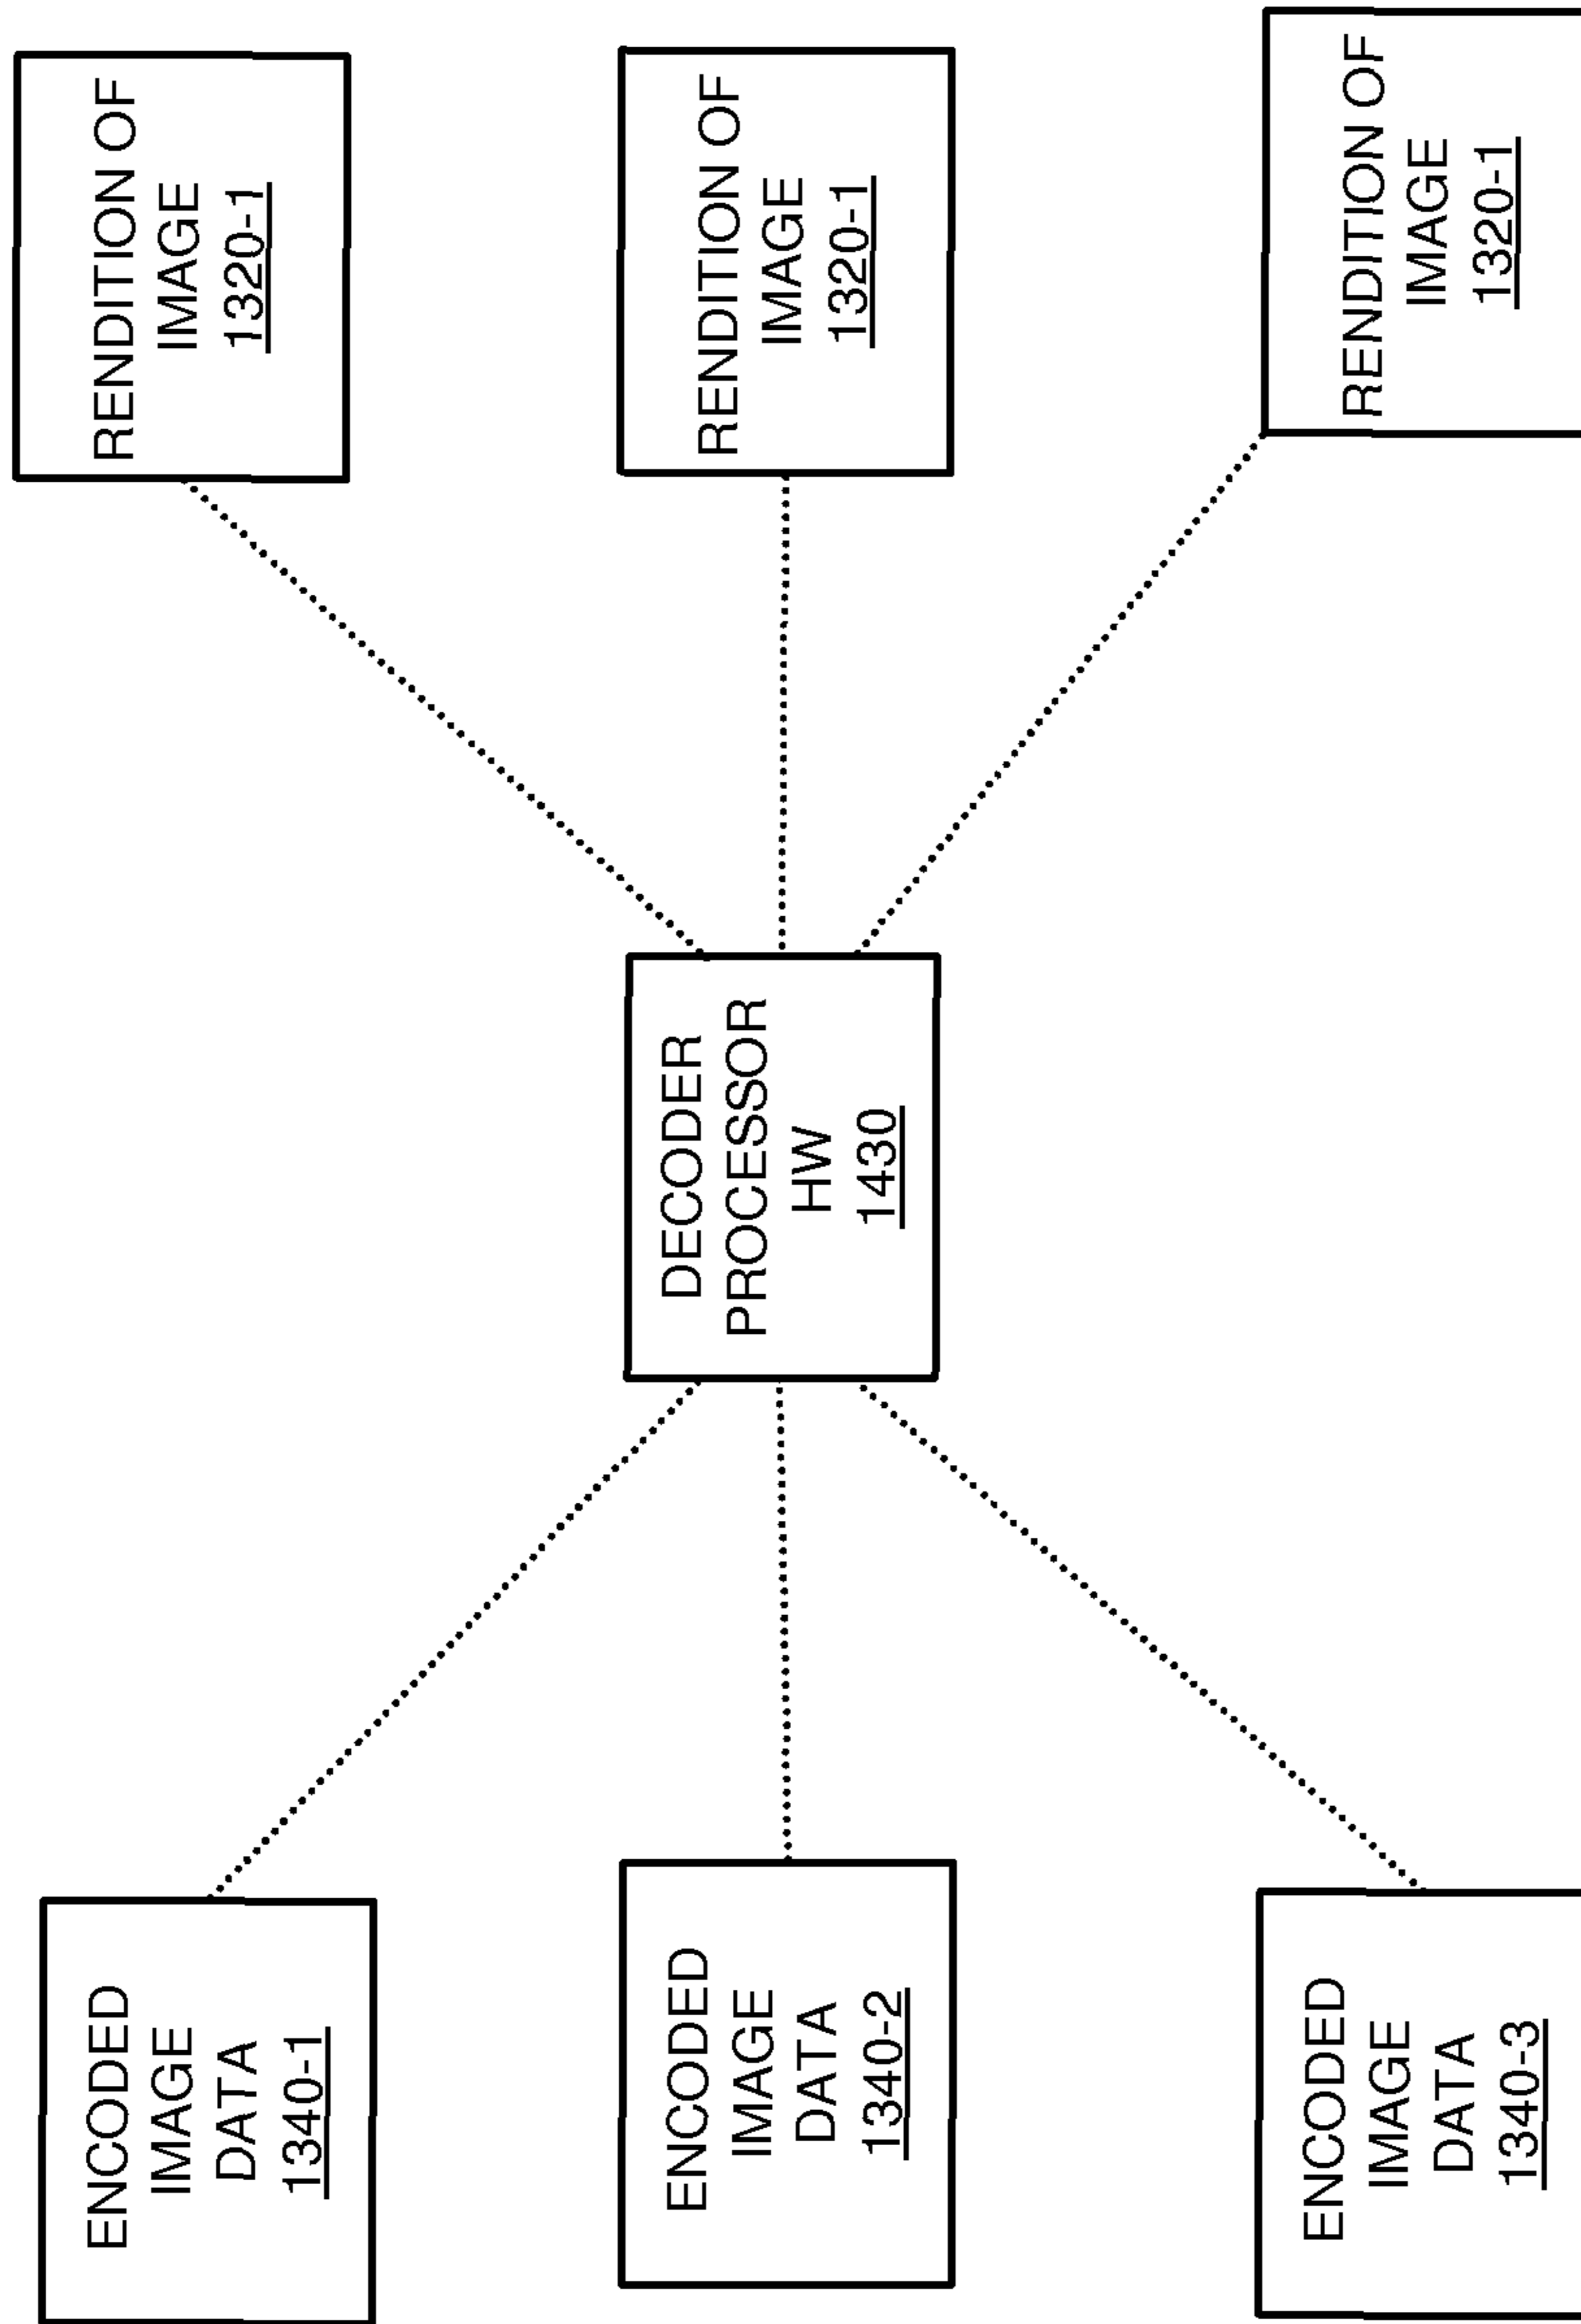 ENCODED
IMAGE
DATA
1340-1
ENCODED
IMAGE
DATA
1340-2
ENCODED
IMAGE
DATA
1340-3
DECODER
PROCESSOR
HW
1430
RENDITION OF
IMAGE
1320-1
RENDITION OF
IMAGE
1320-1
RENDITION OF
IMAGE
1320-1